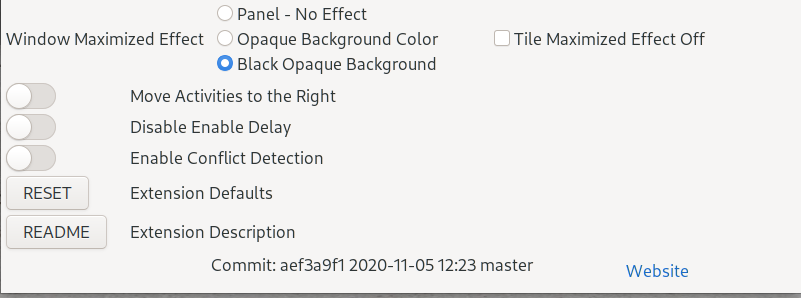 Panel - No Effect
Window Maximized Effect Opaque Background Color Tile Maximized Effect Off
Black Opaque Background
Move Activities to the Right
Disable Enable Delay
Enable Conflict Detection
RESET Extension Defaults
README Extension Description
Commit: aef3a9f1 2020-11-05 12:23 master
Website